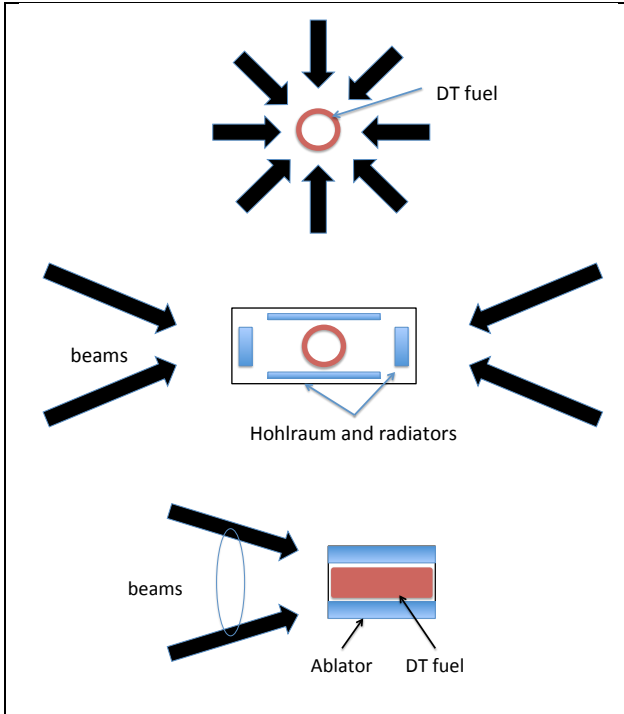 DT fuel
beams
Hohlraum and radiators
beams
Ablator
DT fuel